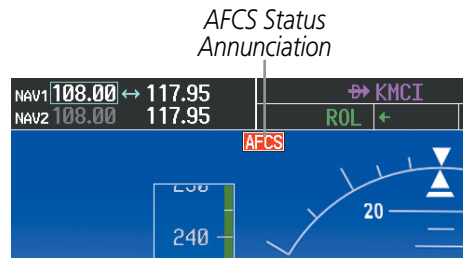 AFCS Status
Annunciation
NAV1 108.00 ↔ 117.95
NAV2 108.00 117.95
KMCI
ROL ←
AFCS
20
240